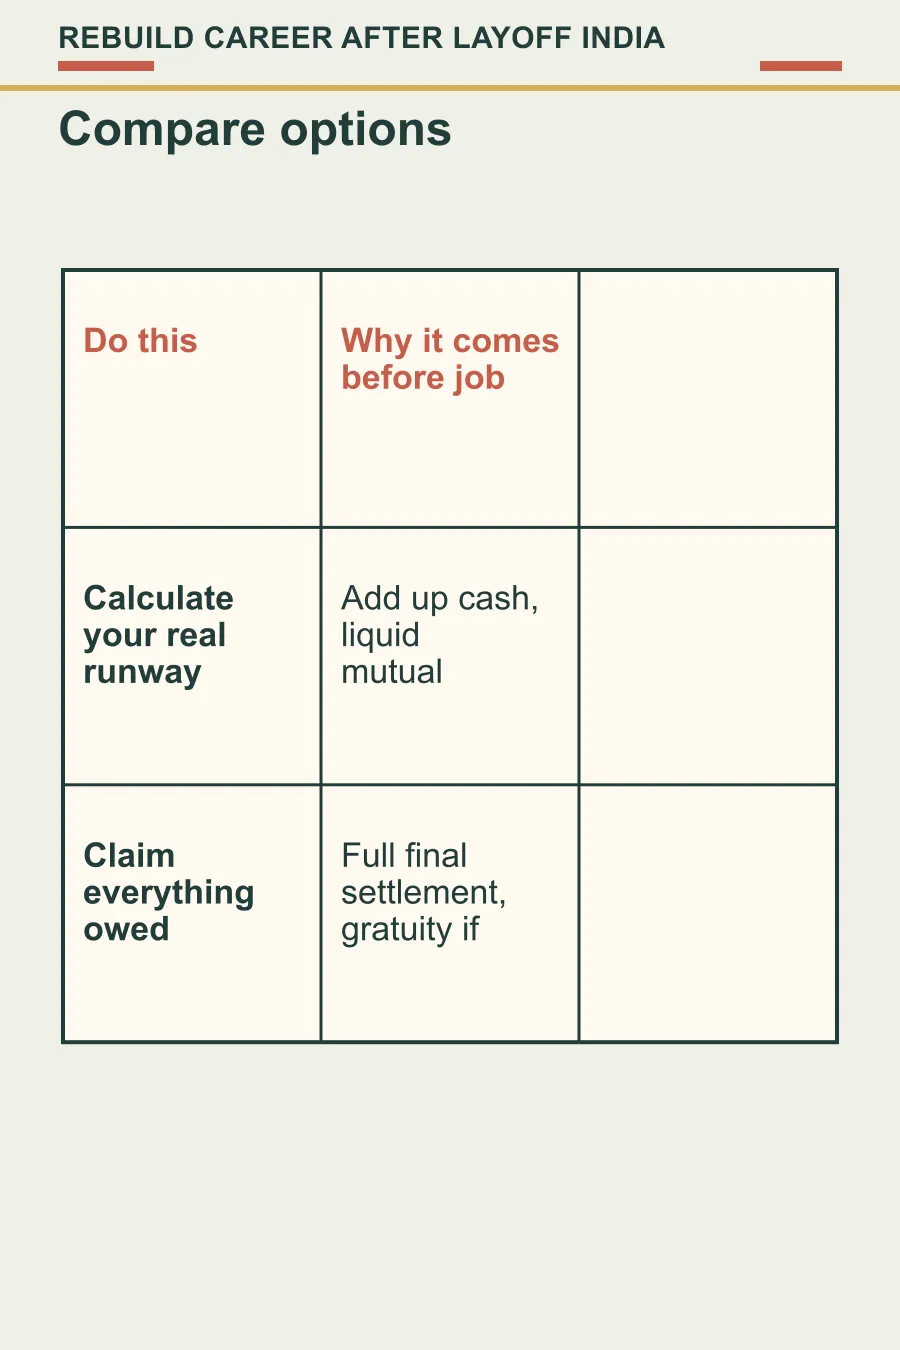 REBUILD CAREER AFTER LAYOFF INDIA
Compare options
Do this
Why it comes
before job
Calculate
your real
runway
Add up cash,
liquid
mutual
Claim
everything
owed
Full final
settlement,
gratuity if